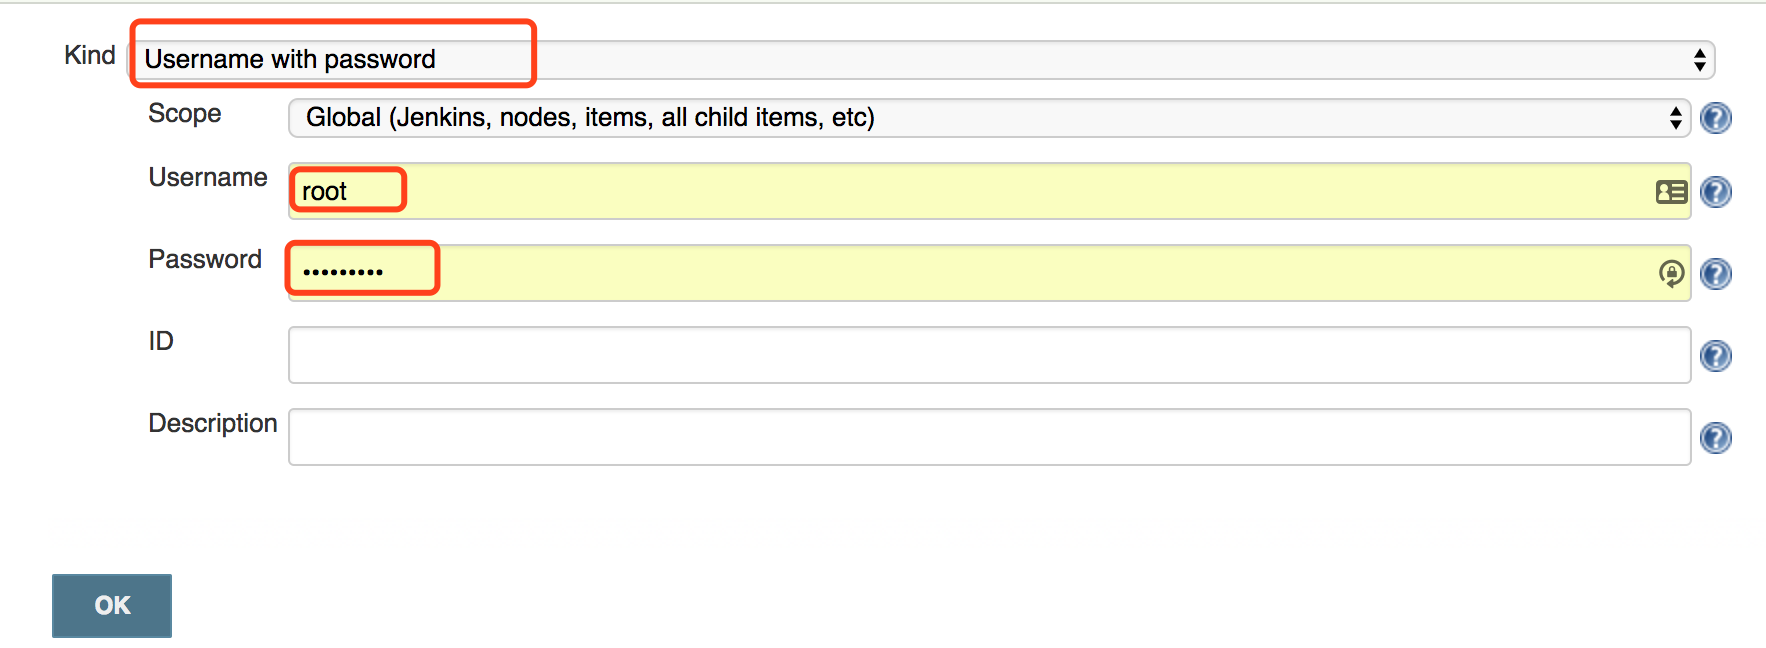 Kind Username with password
Scope Global (Jenkins, nodes, items, all child items, etc)
Username root
Password •••••••••
ID
Description
OK